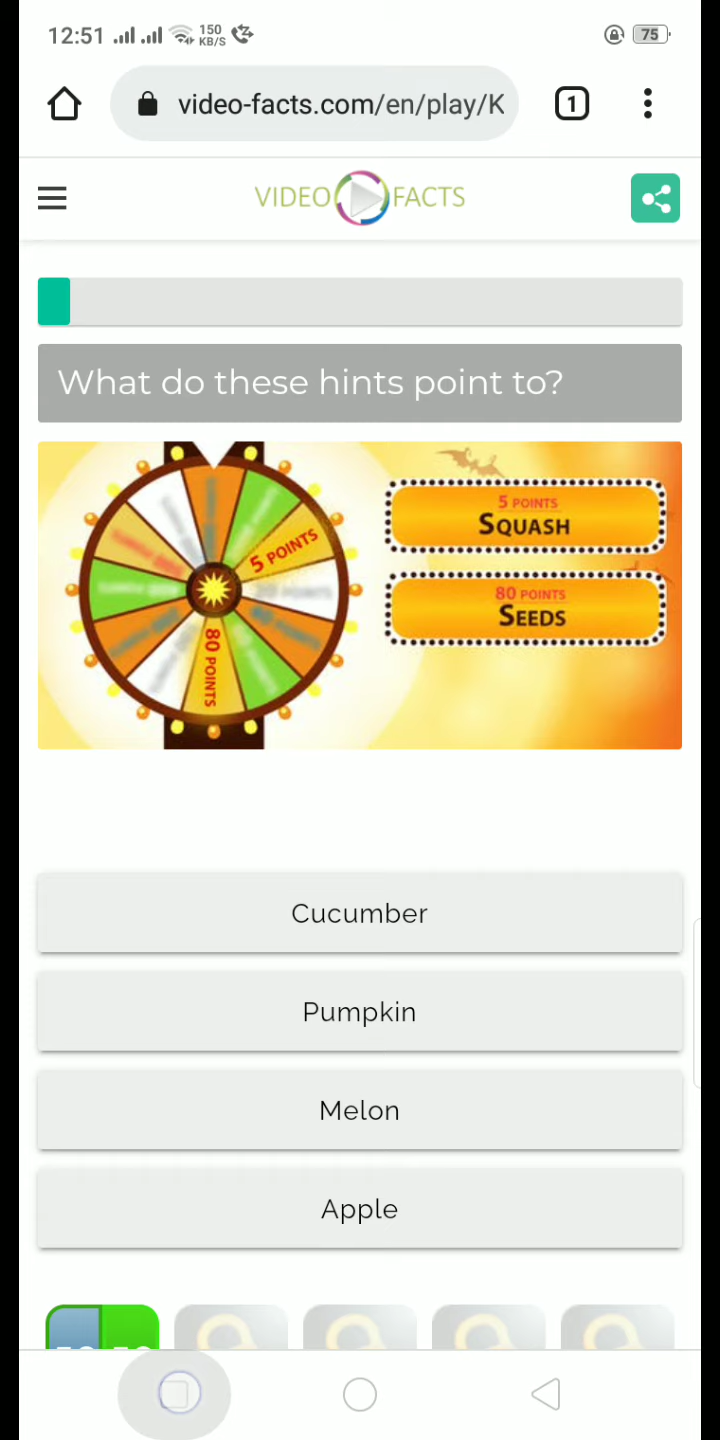 12:51 150 KB/S 75
video-facts.com/en/play/K 1
VIDEO FACTS
What do these hints point to?
5 POINTS
80 POINTS
5 POINTS
SQUASH
80 POINTS
SEEDS
Cucumber
Pumpkin
Melon
Apple